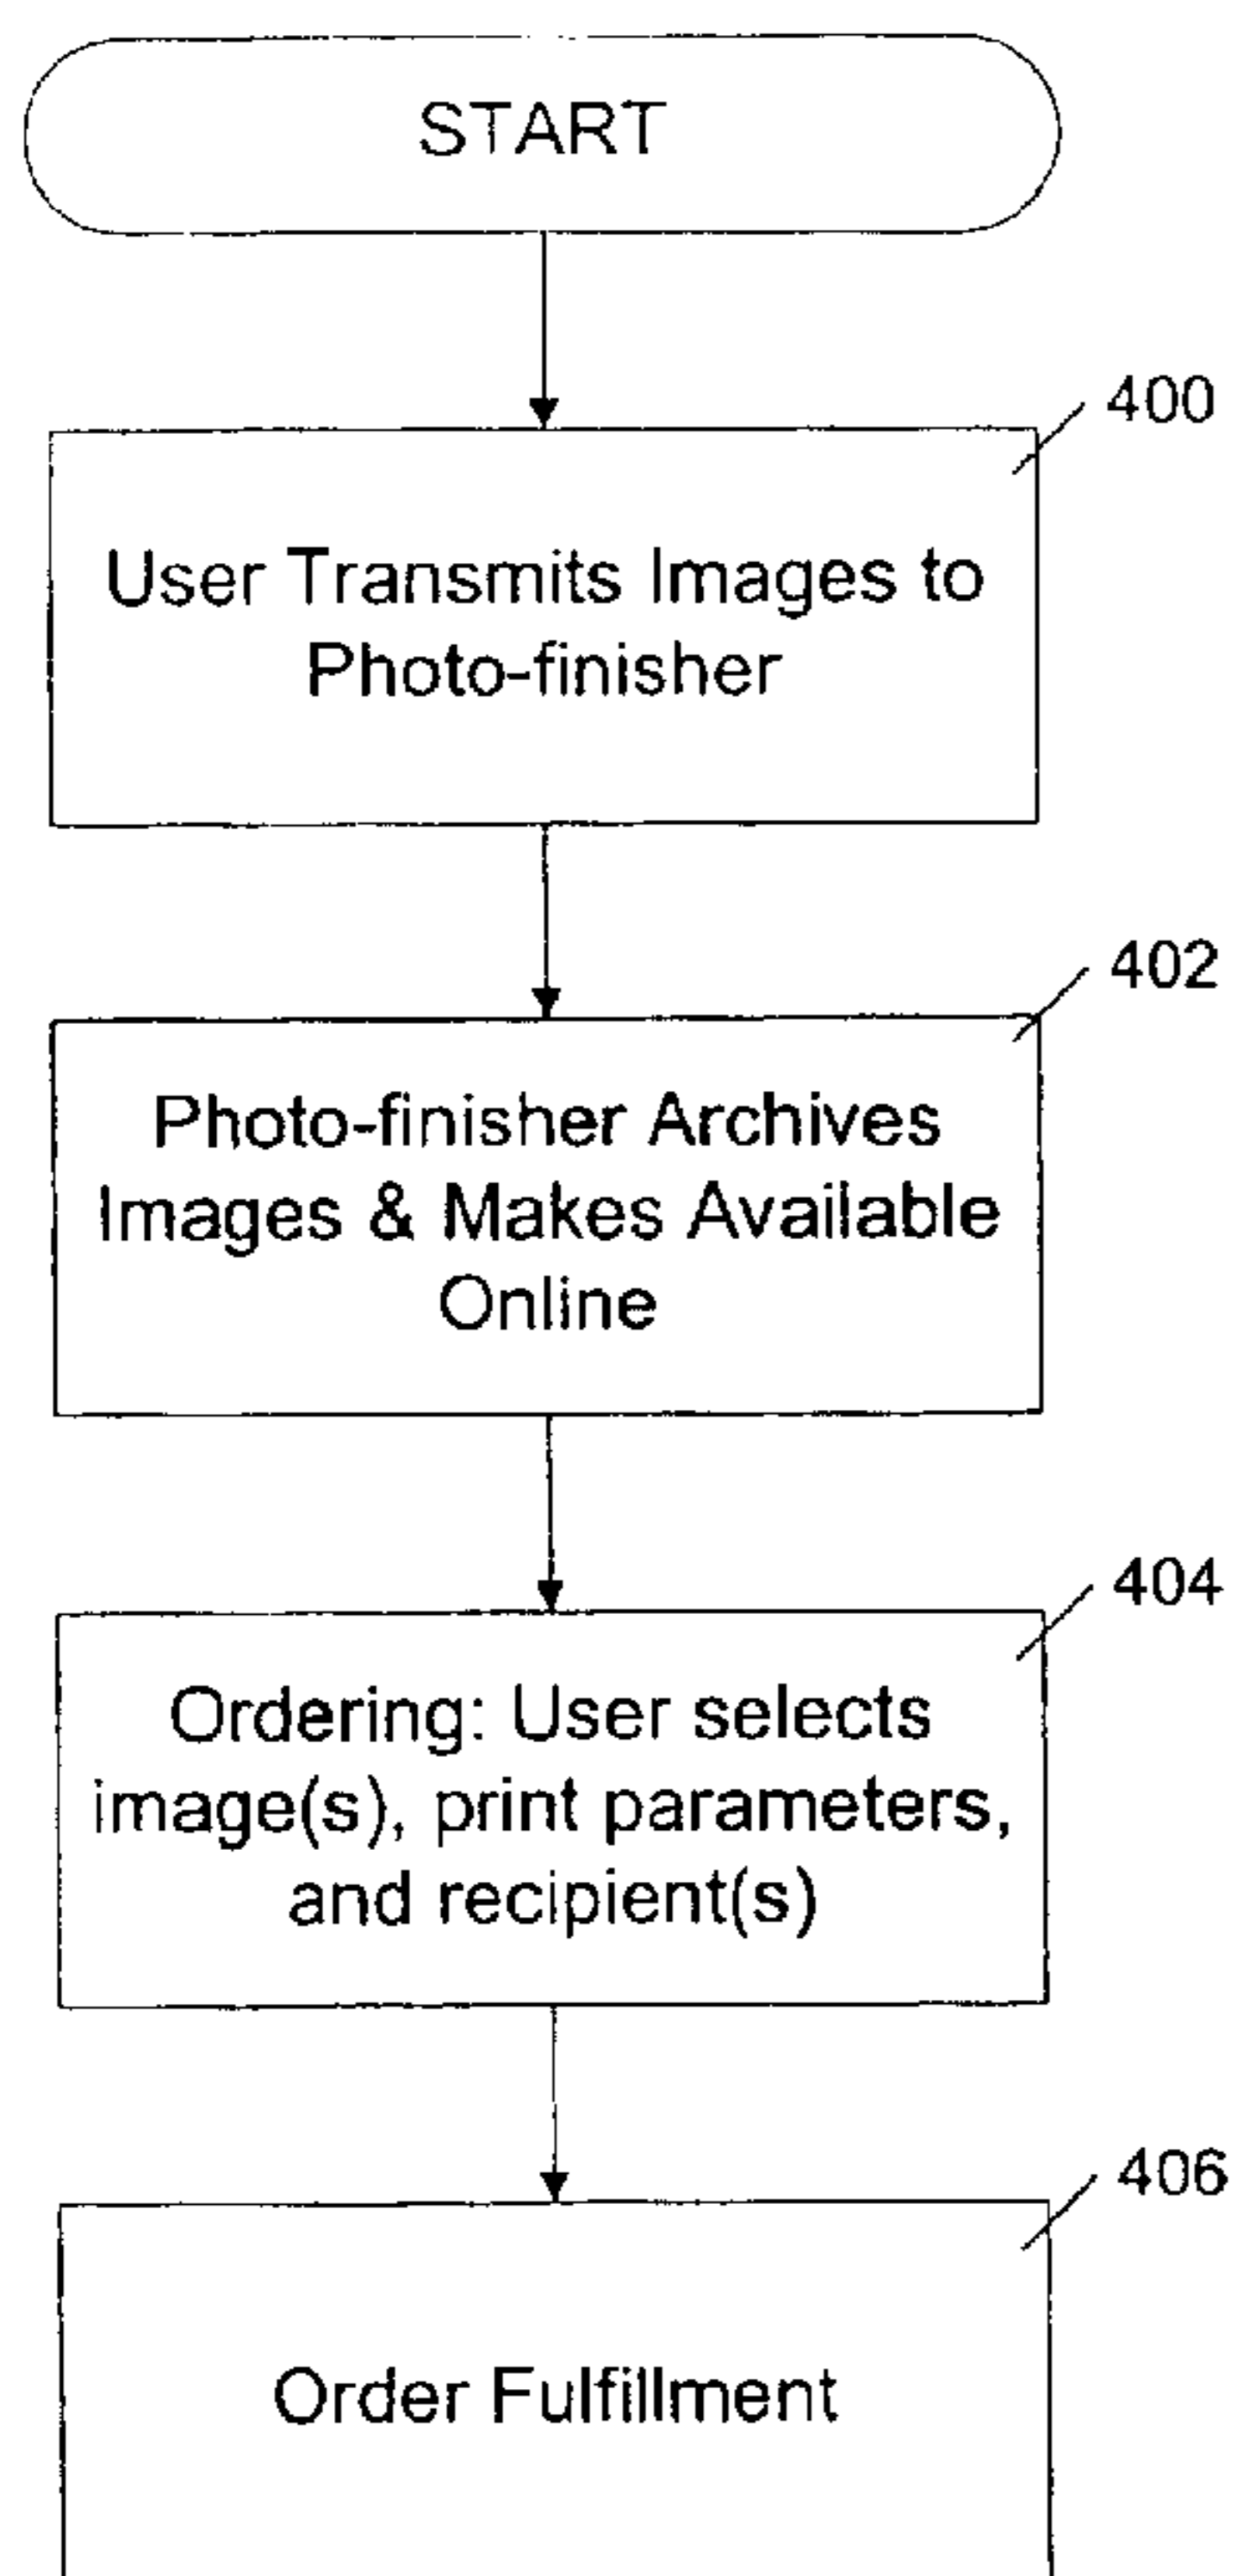 START
400
User Transmits Images to
Photo-finisher
402
Photo-finisher Archives
Images & Makes Available
Online
404
Ordering: User selects
image(s), print parameters,
and recipient(s)
406
Order Fulfillment